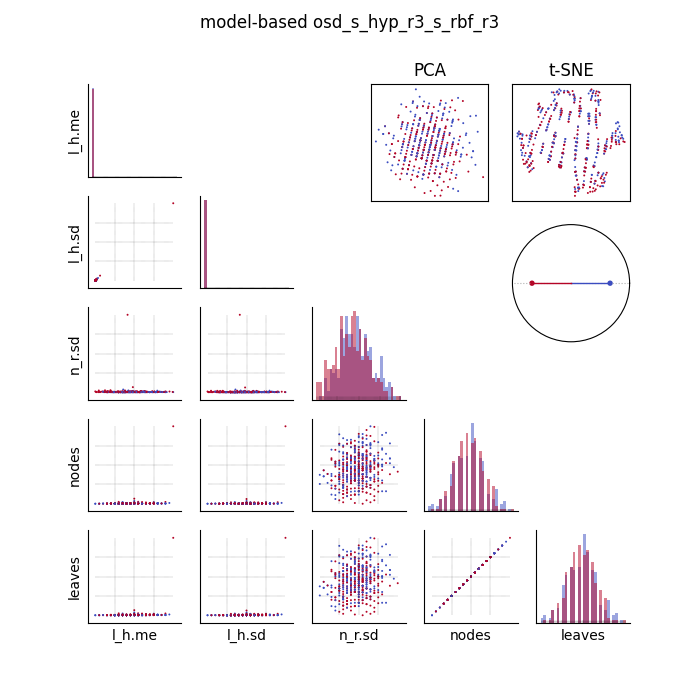 model-based osd_s_hyp_r3_s_rbf_r3
PCA
t-SNE
l_h.me
l_h.sd
n_r.sd
nodes
leaves
l_h.me
l_h.sd
n_r.sd
nodes
leaves